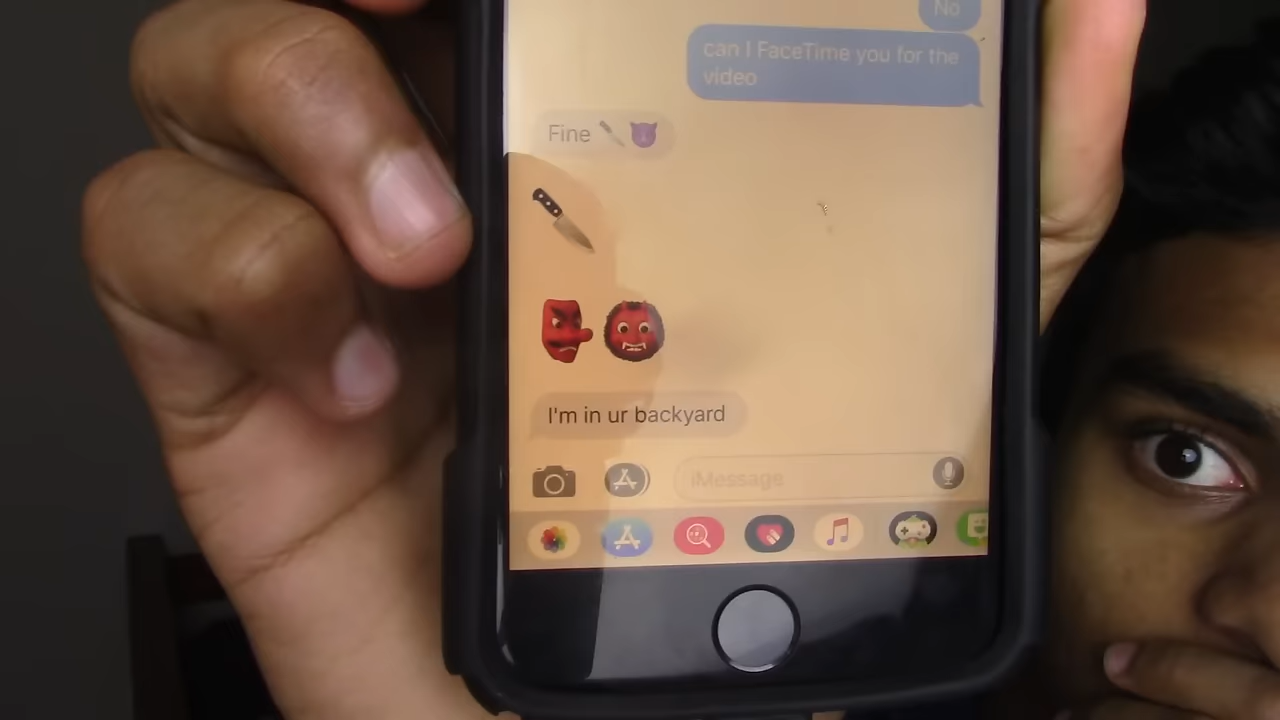 No
can I FaceTime you for the
video
Fine 🔪😈
🔪
👺👹
I'm in ur backyard
iMessage